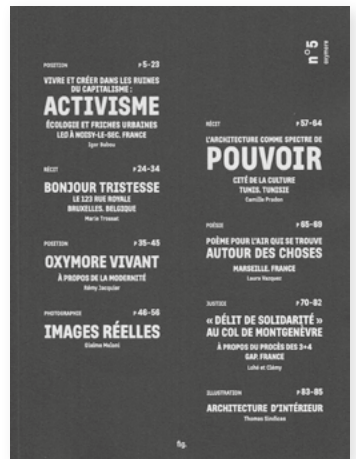 n°5
oxymore
POSITION P 5-23
VIVRE ET CRÉER DANS LES RUINES
DU CAPITALISME :
ACTIVISME
ÉCOLOGIE ET FRICHES URBAINES
LEO À NOISY-LE-SEC, FRANCE
RÉCIT P 24-34
BONJOUR TRISTESSE
LE 123 RUE ROYALE
BRUXELLES, BELGIQUE
Marie Trossat
POSITION P 35-45
OXYMORE VIVANT
À PROPOS DE LA MODERNITÉ
Rémy Jacquier
PHOTOGRAPHIE P 46-56
IMAGES RÉELLES
Giaime Meloni
RÉCIT P 57-64
L'ARCHITECTURE COMME SPECTRE DE
POUVOIR
CITÉ DE LA CULTURE
TUNIS, TUNISIE
Camille Pradon
POÉSIE P 65-69
POÈME POUR L'AIR QUI SE TROUVE
AUTOUR DES CHOSES
MARSEILLE, FRANCE
Laura Vazquez
JUSTICE P 70-82
« DÉLIT DE SOLIDARITÉ »
AU COL DE MONTGENÈVRE
À PROPOS DU PROCÈS DES 3+4
GAP, FRANCE
Lohé et Clémy
ILLUSTRATION P 83-85
ARCHITECTURE D'INTÉRIEUR
Thomas
fig.